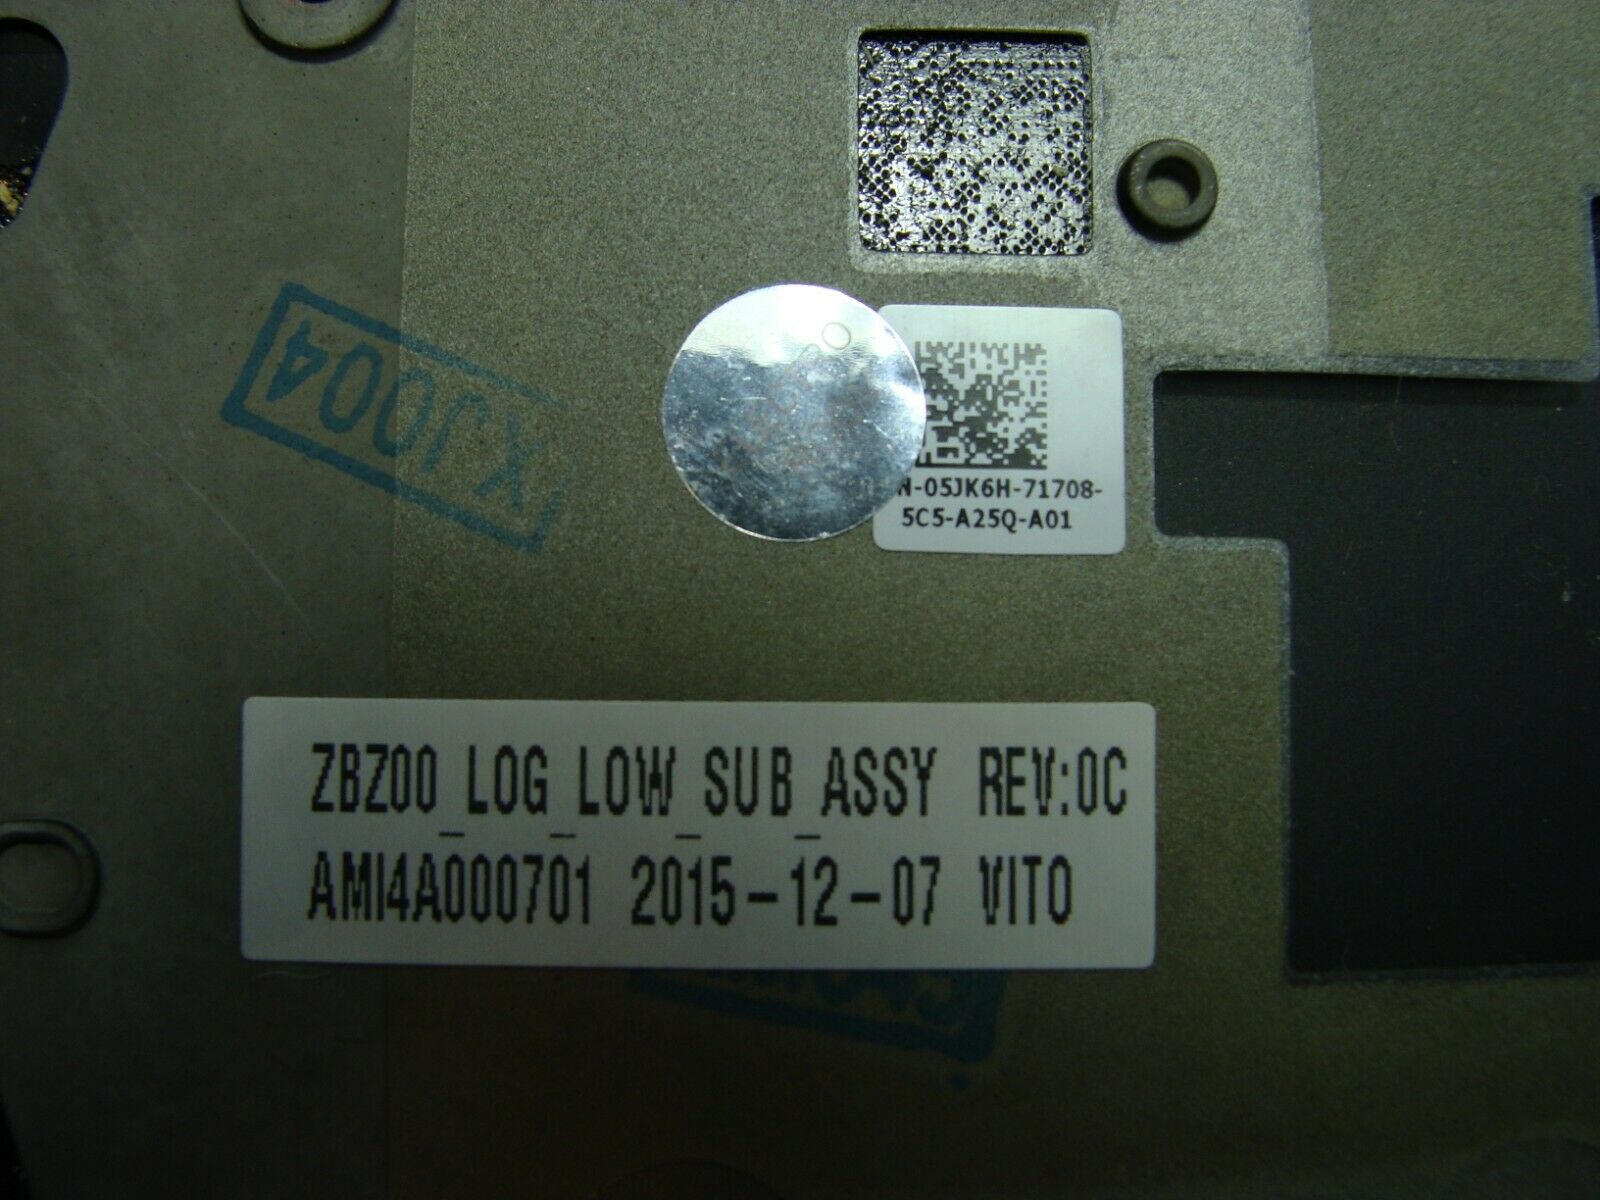 KJ004
N-05JK6H-71708-
5C5-A25Q-A01
ZBZ00_LOG_LOW_SUB_ASSY REV:0C
AMI4A000701 2015-12-07 VITO